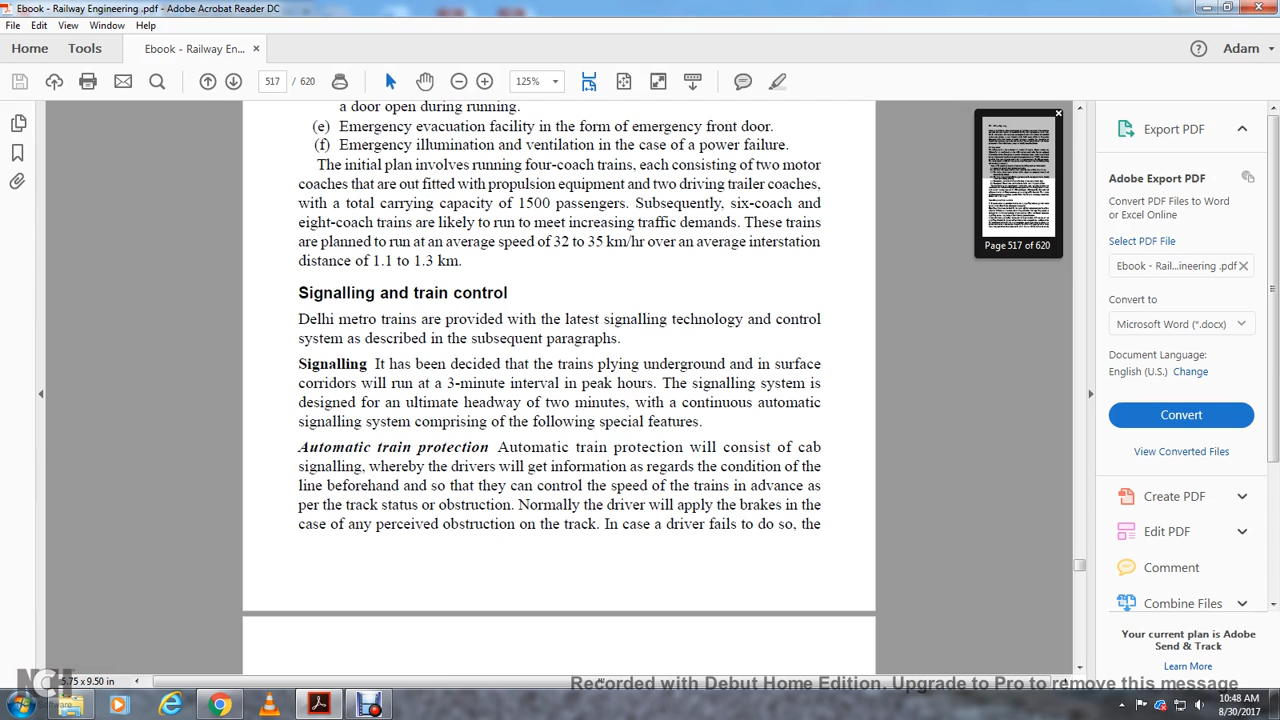 Ebook - Railway Engineering .pdf - Adobe Acrobat Reader DC
File Edit View Window Help
Home Tools Ebook - Railway En... × Adam
517 / 620 125%
a door open during running.
(e) Emergency evacuation facility in the form of emergency front door.
(f) Emergency illumination and ventilation in the case of a power failure.
The initial plan involves running four-coach trains, each consisting of two motor
coaches that are out fitted with propulsion equipment and two driving trailer coaches,
with a total carrying capacity of 1500 passengers. Subsequently, six-coach and
eight-coach trains are likely to run to meet increasing traffic demands. These trains
are planned to run at an average speed of 32 to 35 km/hr over an average interstation
distance of 1.1 to 1.3 km.
Signalling and train control
Delhi metro trains are provided with the latest signalling technology and control
system as described in the subsequent paragraphs.
Signalling It has been decided that the trains plying underground and in surface
corridors will run at a 3-minute interval in peak hours. The signalling system is
designed for an ultimate headway of two minutes, with a continuous automatic
signalling system comprising of the following special features.
Automatic train protection Automatic train protection will consist of cab
signalling, whereby the drivers will get information as regards the condition of the
line beforehand and so that they can control the speed of the trains in advance as
per the track status or obstruction. Normally the driver will apply the brakes in the
case of any perceived obstruction on the track. In case a driver fails to do so, the
Page 517 of 620
Export PDF
Adobe Export PDF
Convert PDF Files to Word
or Excel Online
Select PDF File
Ebook - Rail...ineering .pdf
Convert to
Microsoft Word (*.docx)
Document Language:
English (U.S.) Change
Convert
View Converted Files
Create PDF
Edit PDF
Comment
Combine Files
Your current plan is Adobe
Send & Track
Learn More
5.75 x 9.50 in
NCH
Software
Recorded with Debut Home Edition. Upgrade to Pro to remove this message
10:48 AM
8/30/2017